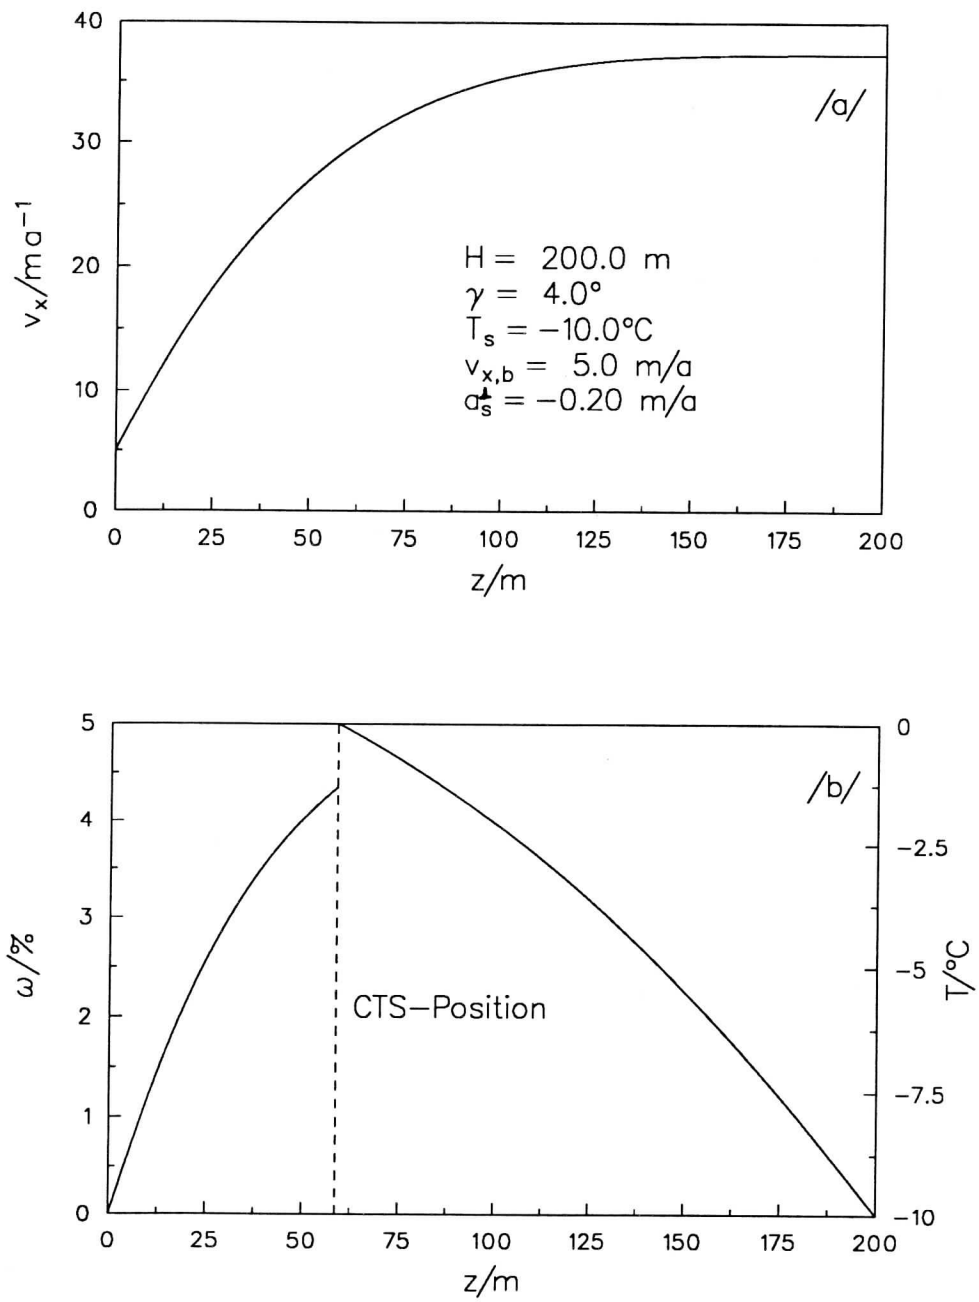 40
30
20
10
0
v_x/m a⁻¹
/a/
H = 200.0 m
γ = 4.0°
T_s = −10.0°C
v_x,b = 5.0 m/a
a_s^⊥ = −0.20 m/a
0 25 50 75 100 125 150 175 200
z/m
5
4
3
2
1
0
ω/%
/b/
CTS−Position
0
−2.5
−5
−7.5
−10
T/°C
0 25 50 75 100 125 150 175 200
z/m